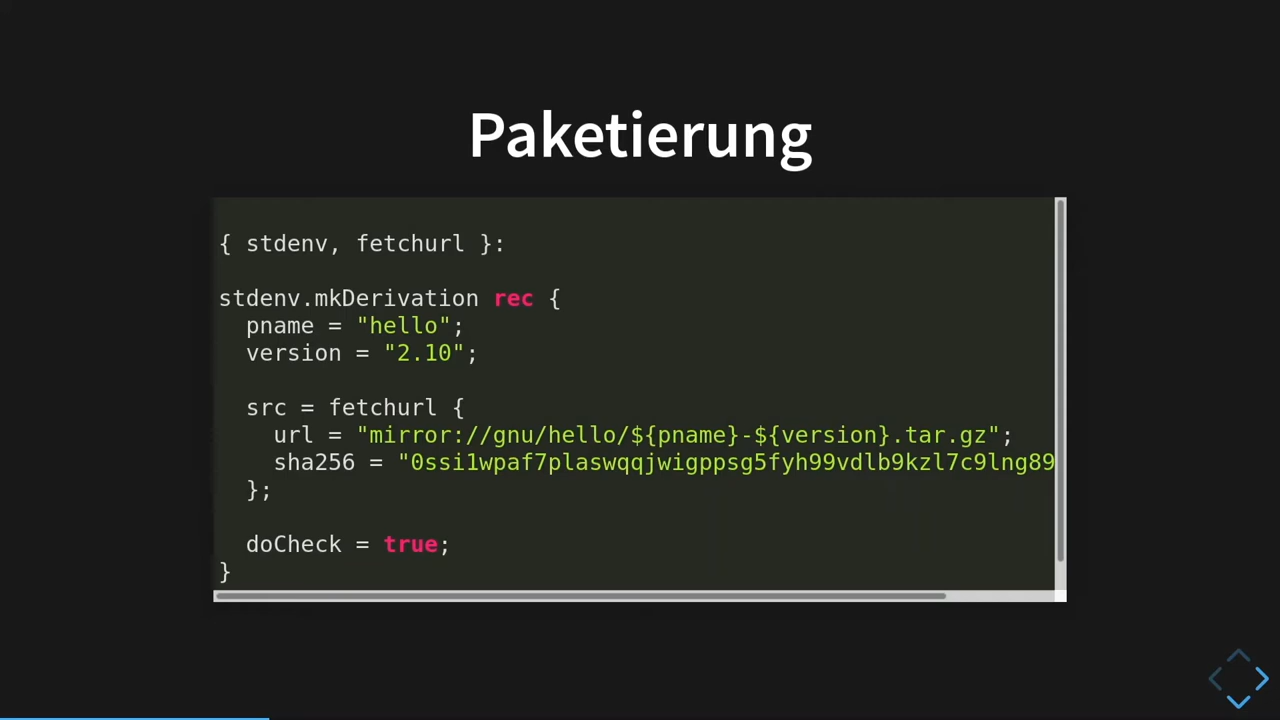 Paketierung
{ stdenv, fetchurl }:
stdenv.mkDerivation rec {
pname = "hello";
version = "2.10";
src = fetchurl {
url = "mirror://gnu/hello/${pname}-${version}.tar.gz";
sha256 = "0ssi1wpaf7plaswqqjwigppsg5fyh99vdlb9kzl7c9lng89
};
doCheck = true;
}